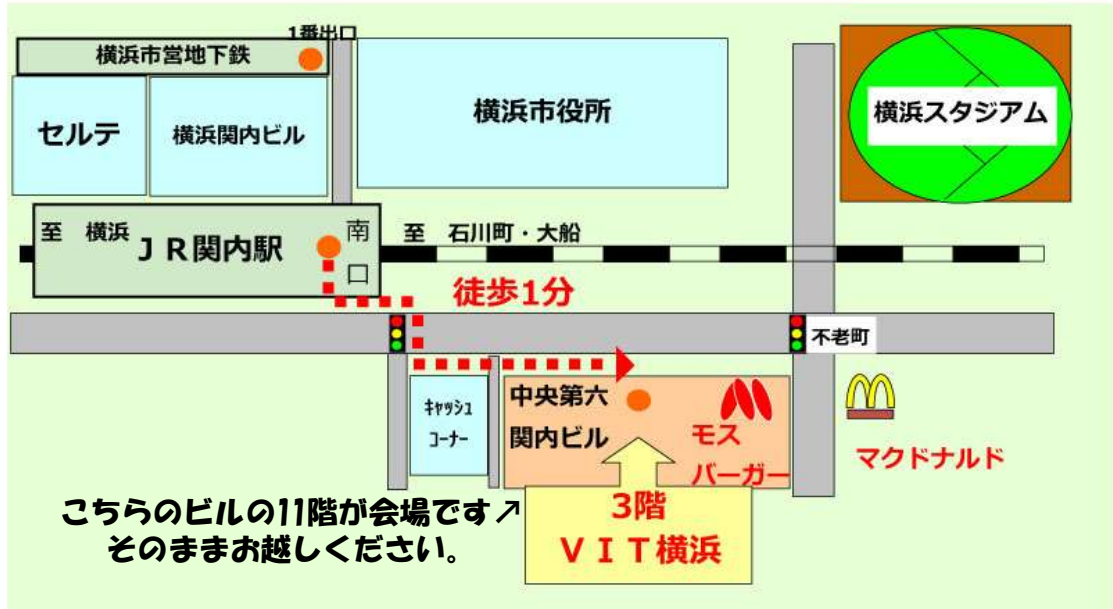 1番出口
横浜市営地下鉄
セルテ
横浜関内ビル
横浜市役所
横浜スタジアム
至 横浜
JR関内駅
南
口
至 石川町・大船
徒歩1分
不老町
ｷｬｯｼｭ
ｺｰﾅｰ
中央第六
関内ビル
モス
バーガー
マクドナルド
こちらのビルの11階が会場です↗
そのままお越しください。
3階
ＶＩＴ横浜